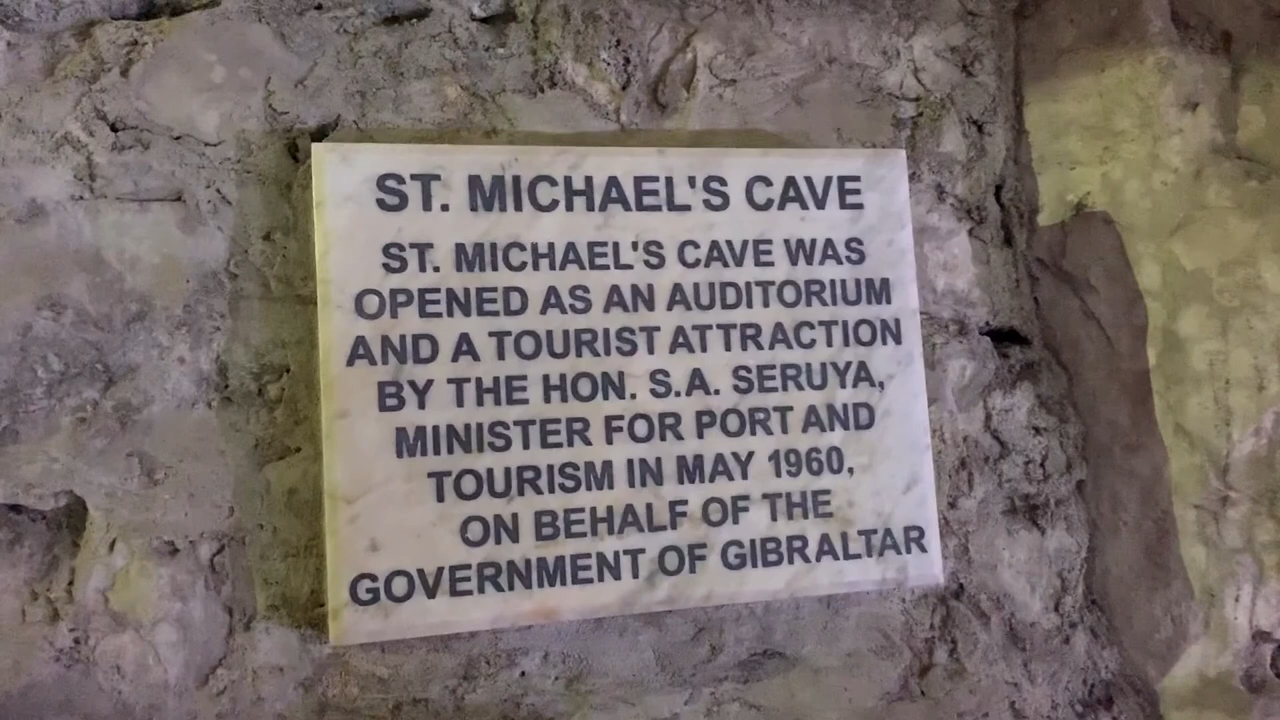 ST. MICHAEL'S CAVE
ST. MICHAEL'S CAVE WAS
OPENED AS AN AUDITORIUM
AND A TOURIST ATTRACTION
BY THE HON. S.A. SERUYA,
MINISTER FOR PORT AND
TOURISM IN MAY 1960,
ON BEHALF OF THE
GOVERNMENT OF GIBRALTAR